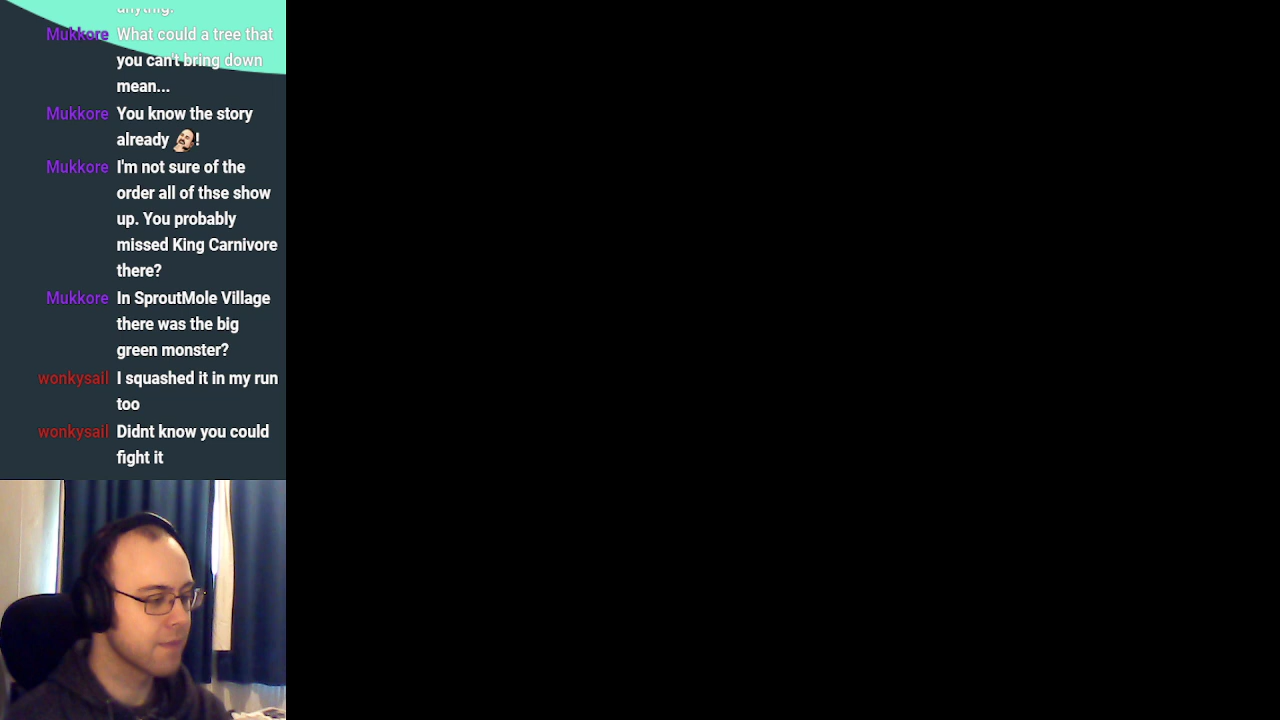 anythig.
Mukkore What could a tree that
you can't bring down
mean...
Mukkore You know the story
already !
Mukkore I'm not sure of the
order all of thse show
up. You probably
missed King Carnivore
there?
Mukkore In SproutMole Village
there was the big
green monster?
wonkysail I squashed it in my run
too
wonkysail Didnt know you could
fight it